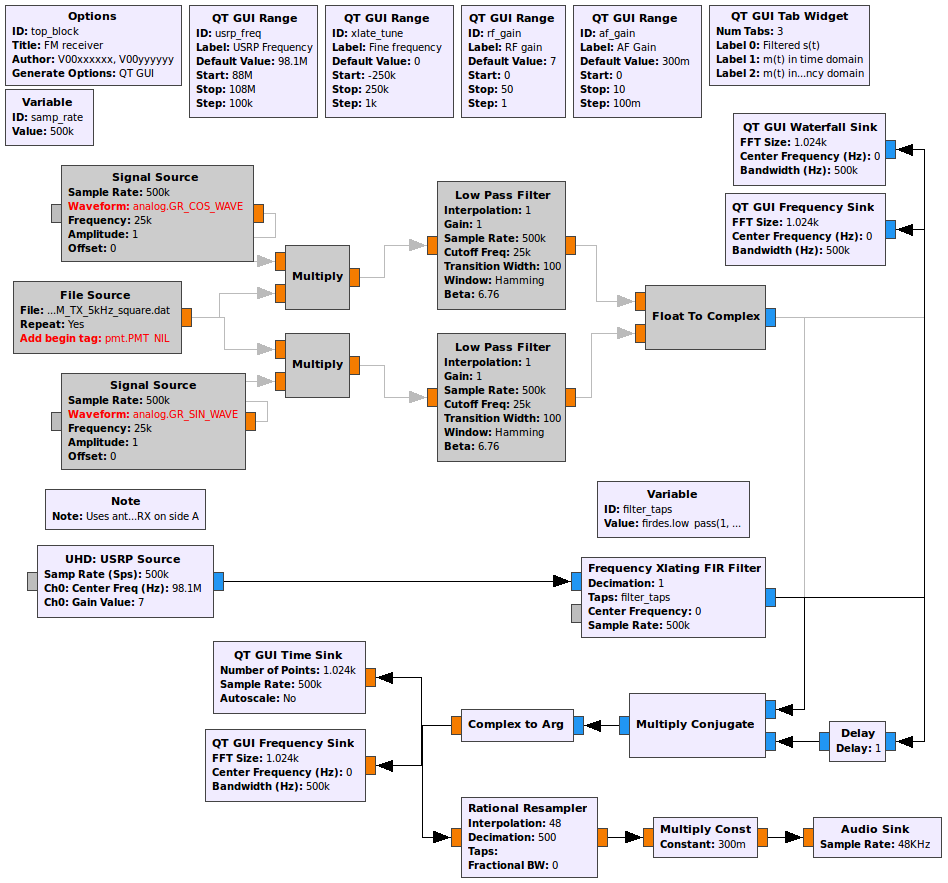 Options
ID: top_block
Title: FM receiver
Author: V00xxxxxx, V00yyyyyy
Generate Options: QT GUI
QT GUI Range
ID: usrp_freq
Label: USRP Frequency
Default Value: 98.1M
Start: 88M
Stop: 108M
Step: 100k
QT GUI Range
ID: xlate_tune
Label: Fine frequency
Default Value: 0
Start: -250k
Stop: 250k
Step: 1k
QT GUI Range
ID: rf_gain
Label: RF gain
Default Value: 7
Start: 0
Stop: 50
Step: 1
QT GUI Range
ID: af_gain
Label: AF Gain
Default Value: 300m
Start: 0
Stop: 10
Step: 100m
QT GUI Tab Widget
Num Tabs: 3
Label 0: Filtered s(t)
Label 1: m(t) in time domain
Label 2: m(t) in...ncy domain
Variable
ID: samp_rate
Value: 500k
QT GUI Waterfall Sink
FFT Size: 1.024k
Center Frequency (Hz): 0
Bandwidth (Hz): 500k
Signal Source
Sample Rate: 500k
Waveform: analog.GR_COS_WAVE
Frequency: 25k
Amplitude: 1
Offset: 0
Low Pass Filter
Interpolation: 1
Gain: 1
Sample Rate: 500k
Cutoff Freq: 25k
Transition Width: 100
Window: Hamming
Beta: 6.76
QT GUI Frequency Sink
FFT Size: 1.024k
Center Frequency (Hz): 0
Bandwidth (Hz): 500k
Multiply
File Source
File: ...M_TX_5kHz_square.dat
Repeat: Yes
Add begin tag: pmt.PMT_NIL
Float To Complex
Multiply
Low Pass Filter
Interpolation: 1
Gain: 1
Sample Rate: 500k
Cutoff Freq: 25k
Transition Width: 100
Window: Hamming
Beta: 6.76
Signal Source
Sample Rate: 500k
Waveform: analog.GR_SIN_WAVE
Frequency: 25k
Amplitude: 1
Offset: 0
Note
Note: Uses ant...RX on side A
Variable
ID: filter_taps
Value: firdes.low_pass(1, ...
UHD: USRP Source
Samp Rate (Sps): 500k
Ch0: Center Freq (Hz): 98.1M
Ch0: Gain Value: 7
Frequency Xlating FIR Filter
Decimation: 1
Taps: filter_taps
Center Frequency: 0
Sample Rate: 500k
QT GUI Time Sink
Number of Points: 1.024k
Sample Rate: 500k
Autoscale: No
Complex to Arg
Multiply Conjugate
Delay
Delay: 1
QT GUI Frequency Sink
FFT Size: 1.024k
Center Frequency (Hz): 0
Bandwidth (Hz): 500k
Rational Resampler
Interpolation: 48
Decimation: 500
Taps:
Fractional BW: 0
Multiply Const
Constant: 300m
Audio Sink
Sample Rate: 48KHz